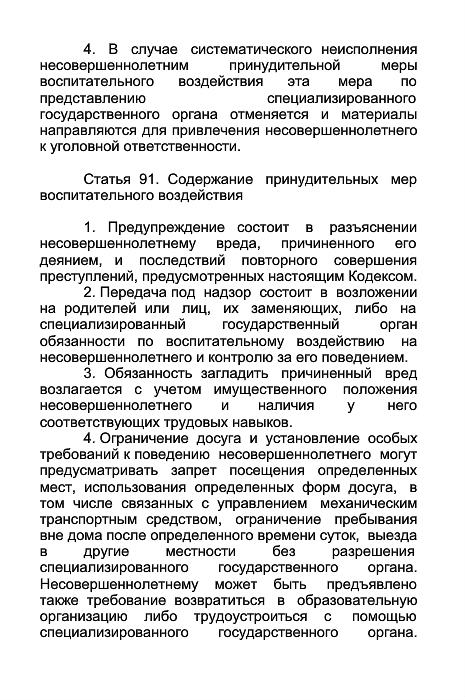 4. В случае систематического неисполнения
несовершеннолетним принудительной меры
воспитательного воздействия эта мера по
представлению специализированного
государственного органа отменяется и материалы
направляются для привлечения несовершеннолетнего
к уголовной ответственности.
Статья 91. Содержание принудительных мер
воспитательного воздействия
1. Предупреждение состоит в разъяснении
несовершеннолетнему вреда, причиненного его
деянием, и последствий повторного совершения
преступлений, предусмотренных настоящим Кодексом.
2. Передача под надзор состоит в возложении
на родителей или лиц, их заменяющих, либо на
специализированный государственный орган
обязанности по воспитательному воздействию на
несовершеннолетнего и контролю за его поведением.
3. Обязанность загладить причиненный вред
возлагается с учетом имущественного положения
несовершеннолетнего и наличия у него
соответствующих трудовых навыков.
4. Ограничение досуга и установление особых
требований к поведению несовершеннолетнего могут
предусматривать запрет посещения определенных
мест, использования определенных форм досуга, в
том числе связанных с управлением механическим
транспортным средством, ограничение пребывания
вне дома после определенного времени суток, выезда
в другие местности без разрешения
специализированного государственного органа.
Несовершеннолетнему может быть предъявлено
также требование возвратиться в образовательную
организацию либо трудоустроиться с помощью
специализированного государственного органа.